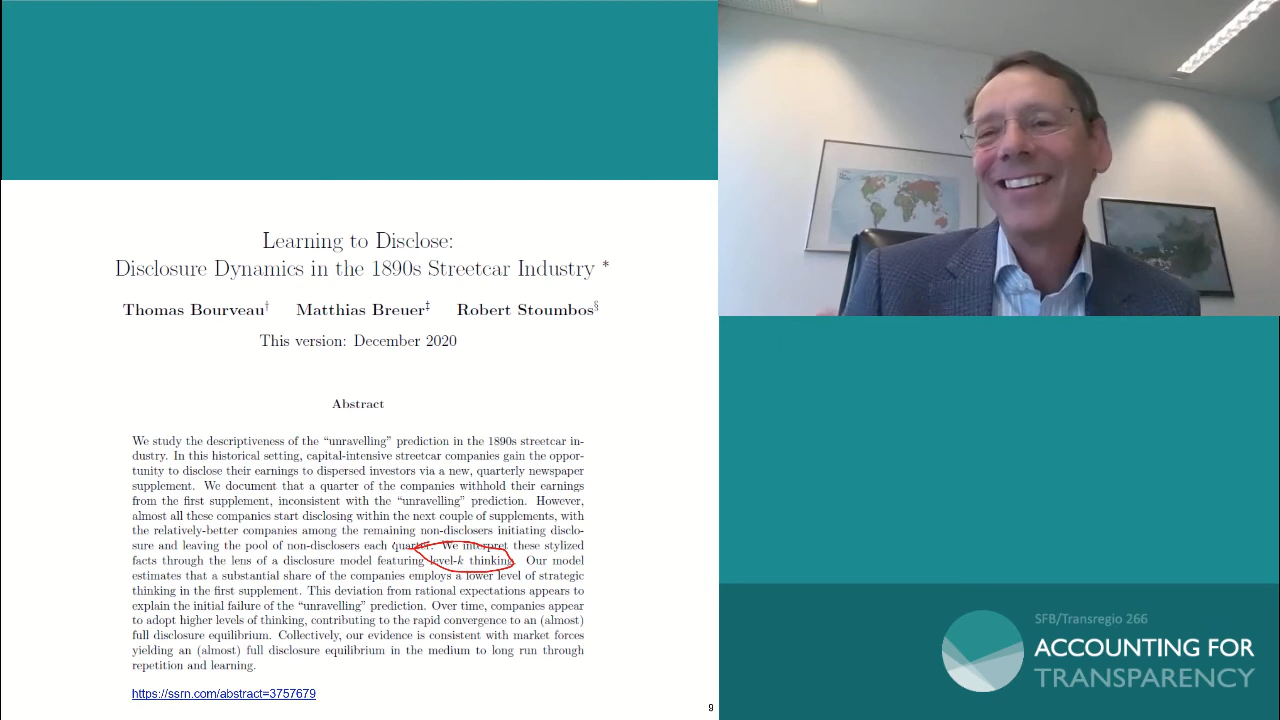 Learning to Disclose:
Disclosure Dynamics in the 1890s Streetcar Industry *
Thomas Bourveau† Matthias Breuer‡ Robert Stoumbos§
This version: December 2020
Abstract
We study the descriptiveness of the “unravelling” prediction in the 1890s streetcar in-
dustry. In this historical setting, capital-intensive streetcar companies gain the oppor-
tunity to disclose their earnings to dispersed investors via a new, quarterly newspaper
supplement. We document that a quarter of the companies withhold their earnings
from the first supplement, inconsistent with the “unravelling” prediction. However,
almost all these companies start disclosing within the next couple of supplements, with
the relatively-better companies among the remaining non-disclosers initiating disclo-
sure and leaving the pool of non-disclosers each quarter. We interpret these stylized
facts through the lens of a disclosure model featuring level-k thinking. Our model
estimates that a substantial share of the companies employs a lower level of strategic
thinking in the first supplement. This deviation from rational expectations appears to
explain the initial failure of the “unravelling” prediction. Over time, companies appear
to adopt higher levels of thinking, contributing to the rapid convergence to an (almost)
full disclosure equilibrium. Collectively, our evidence is consistent with market forces
yielding an (almost) full disclosure equilibrium in the medium to long run through
repetition and learning.
https://ssrn.com/abstract=3757679
9
SFB/Transregio 266
ACCOUNTING FOR
TRANSPARENCY